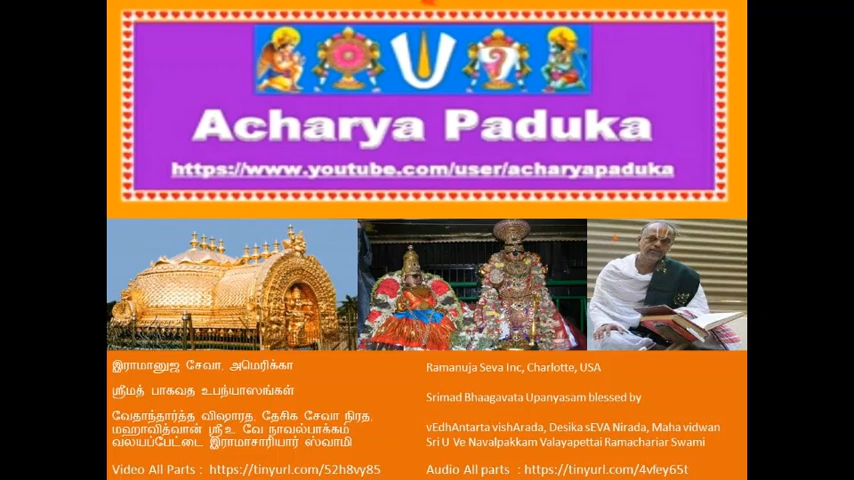 Acharya Paduka
https://www.youtube.com/user/acharyapaduka
இராமானுஜ சேவா, அமெரிக்கா
Ramanuja Seva Inc, Charlotte, USA
ஸ்ரீமத் பாகவத உபந்யாஸங்கள்
Srimad Bhaagavata Upanyasam blessed by
வேதாந்தார்த்த விஷாரத, தேசிக சேவா நிரத,
மஹாவித்வான் ஸ்ரீ உ வே நாவல்பாக்கம்
வலயப்பேட்டை இராமாசாரியார் ஸ்வாமி
vEdhAntarta vishArada, Desika sEVA Nirada, Maha vidwan
Sri U Ve Navalpakkam Valayapettai Ramachariar Swami
Video All Parts : https://tinyurl.com/52h8vy85
Audio All parts : https://tinyurl.com/4vfey65t